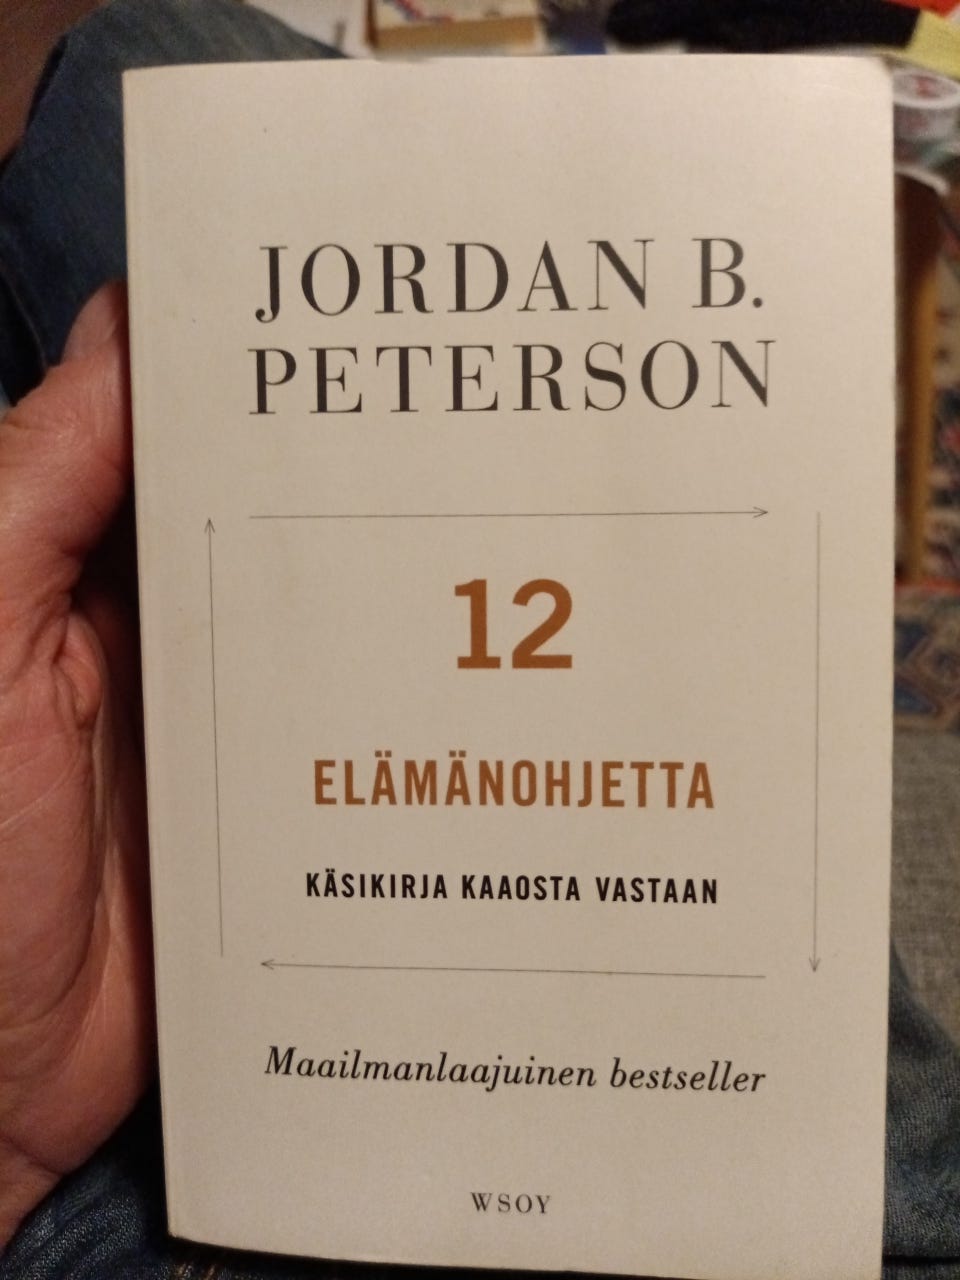 JORDAN B.
PETERSON
12
ELÄMÄNOHJETTA
KÄSIKIRJA KAAOSTA VASTAAN
Maailmanlaajuinen bestseller
WSOY